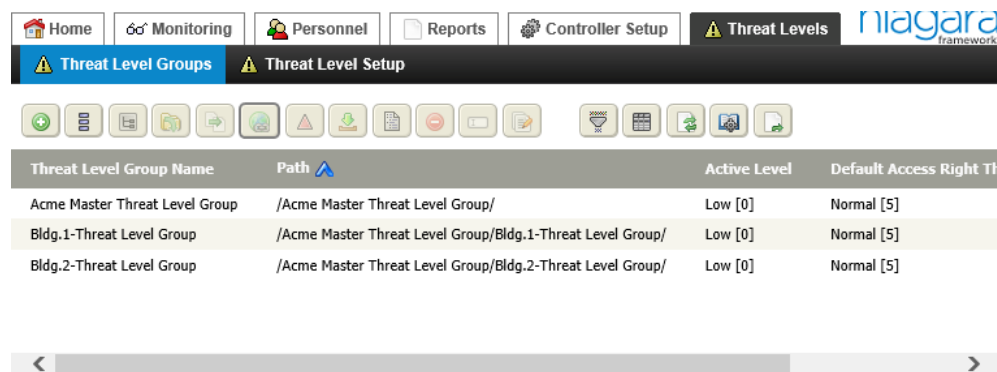 Home Monitoring Personnel Reports Controller Setup Threat Levels niagara
framework
Threat Level Groups Threat Level Setup
Threat Level Group Name Path Active Level Default Access Right
Acme Master Threat Level Group /Acme Master Threat Level Group/ Low [0] Normal [5]
Bldg.1-Threat Level Group /Acme Master Threat Level Group/Bldg.1-Threat Level Group/ Low [0] Normal [5]
Bldg.2-Threat Level Group /Acme Master Threat Level Group/Bldg.2-Threat Level Group/ Low [0] Normal [5]